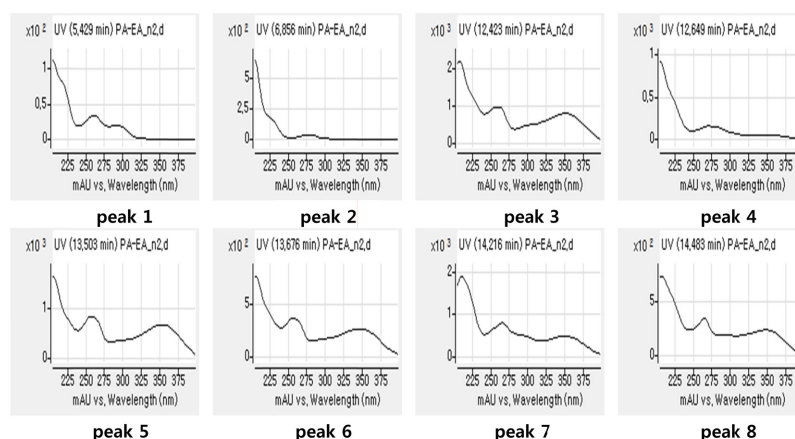 x10 2 UV (5,429 min) PA-EA_n2,d
1
0,5
0
225 250 275 300 325 350 375
mAU vs, Wavelength (nm)
peak 1
x10 2 UV (6,856 min) PA-EA_n2,d
5
2,5
0
225 250 275 300 325 350 375
mAU vs, Wavelength (nm)
peak 2
x10 3 UV (12,423 min) PA-EA_n2,d
2
1
0
225 250 275 300 325 350 375
mAU vs, Wavelength (nm)
peak 3
x10 3 UV (12,649 min) PA-EA_n2,d
1
0,5
0
225 250 275 300 325 350 375
mAU vs, Wavelength (nm)
peak 4
x10 3 UV (13,503 min) PA-EA_n2,d
1
0
225 250 275 300 325 350 375
mAU vs, Wavelength (nm)
peak 5
x10 2 UV (13,676 min) PA-EA_n2,d
5
0
225 250 275 300 325 350 375
mAU vs, Wavelength (nm)
peak 6
x10 3 UV (14,216 min) PA-EA_n2,d
2
1
0
225 250 275 300 325 350 375
mAU vs, Wavelength (nm)
peak 7
x10 2 UV (14,483 min) PA-EA_n2,d
5
0
225 250 275 300 325 350 375
mAU vs, Wavelength (nm)
peak 8